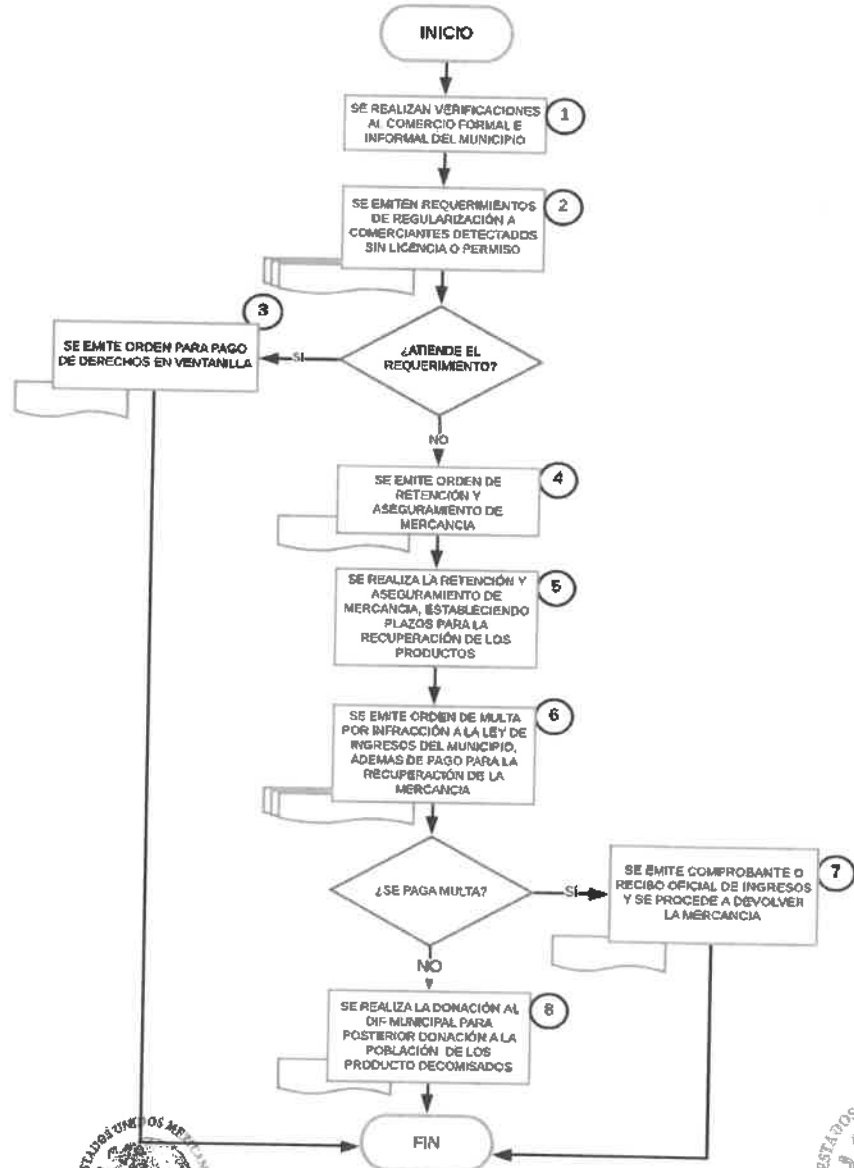 INICIO
SE REALIZAN VERIFICACIONES
AL COMERCIO FORMAL E
INFORMAL DEL MUNICIPIO
1
SE EMITEN REQUERIMIENTOS
DE REGULARIZACIÓN A
COMERCIANTES DETECTADOS
SIN LICENCIA O PERMISO
2
3
SE EMITE ORDEN PARA PAGO
DE DERECHOS EN VENTANILLA
SI
¿ATIENDE EL
REQUERIMIENTO?
NO
SE EMITE ORDEN DE
RETENCIÓN Y
ASEGURAMIENTO DE
MERCANCIA
4
SE REALIZA LA RETENCIÓN Y
ASEGURAMIENTO DE
MERCANCIA, ESTABLECIENDO
PLAZOS PARA LA
RECUPERACIÓN DE LOS
PRODUCTOS
5
SE EMITE ORDEN DE MULTA
POR INFRACCIÓN A LA LEY DE
INGRESOS DEL MUNICIPIO,
ADEMAS DE PAGO PARA LA
RECUPERACIÓN DE LA
MERCANCIA
6
¿SE PAGA MULTA?
SÍ
SE EMITE COMPROBANTE O
RECIBO OFICIAL DE INGRESOS
Y SE PROCEDE A DEVOLVER
LA MERCANCIA
7
NO
SE REALIZA LA DONACIÓN AL
DIF MUNICIPAL PARA
POSTERIOR DONACIÓN A LA
POBLACIÓN DE LOS
PRODUCTO DECOMISADOS
8
FIN